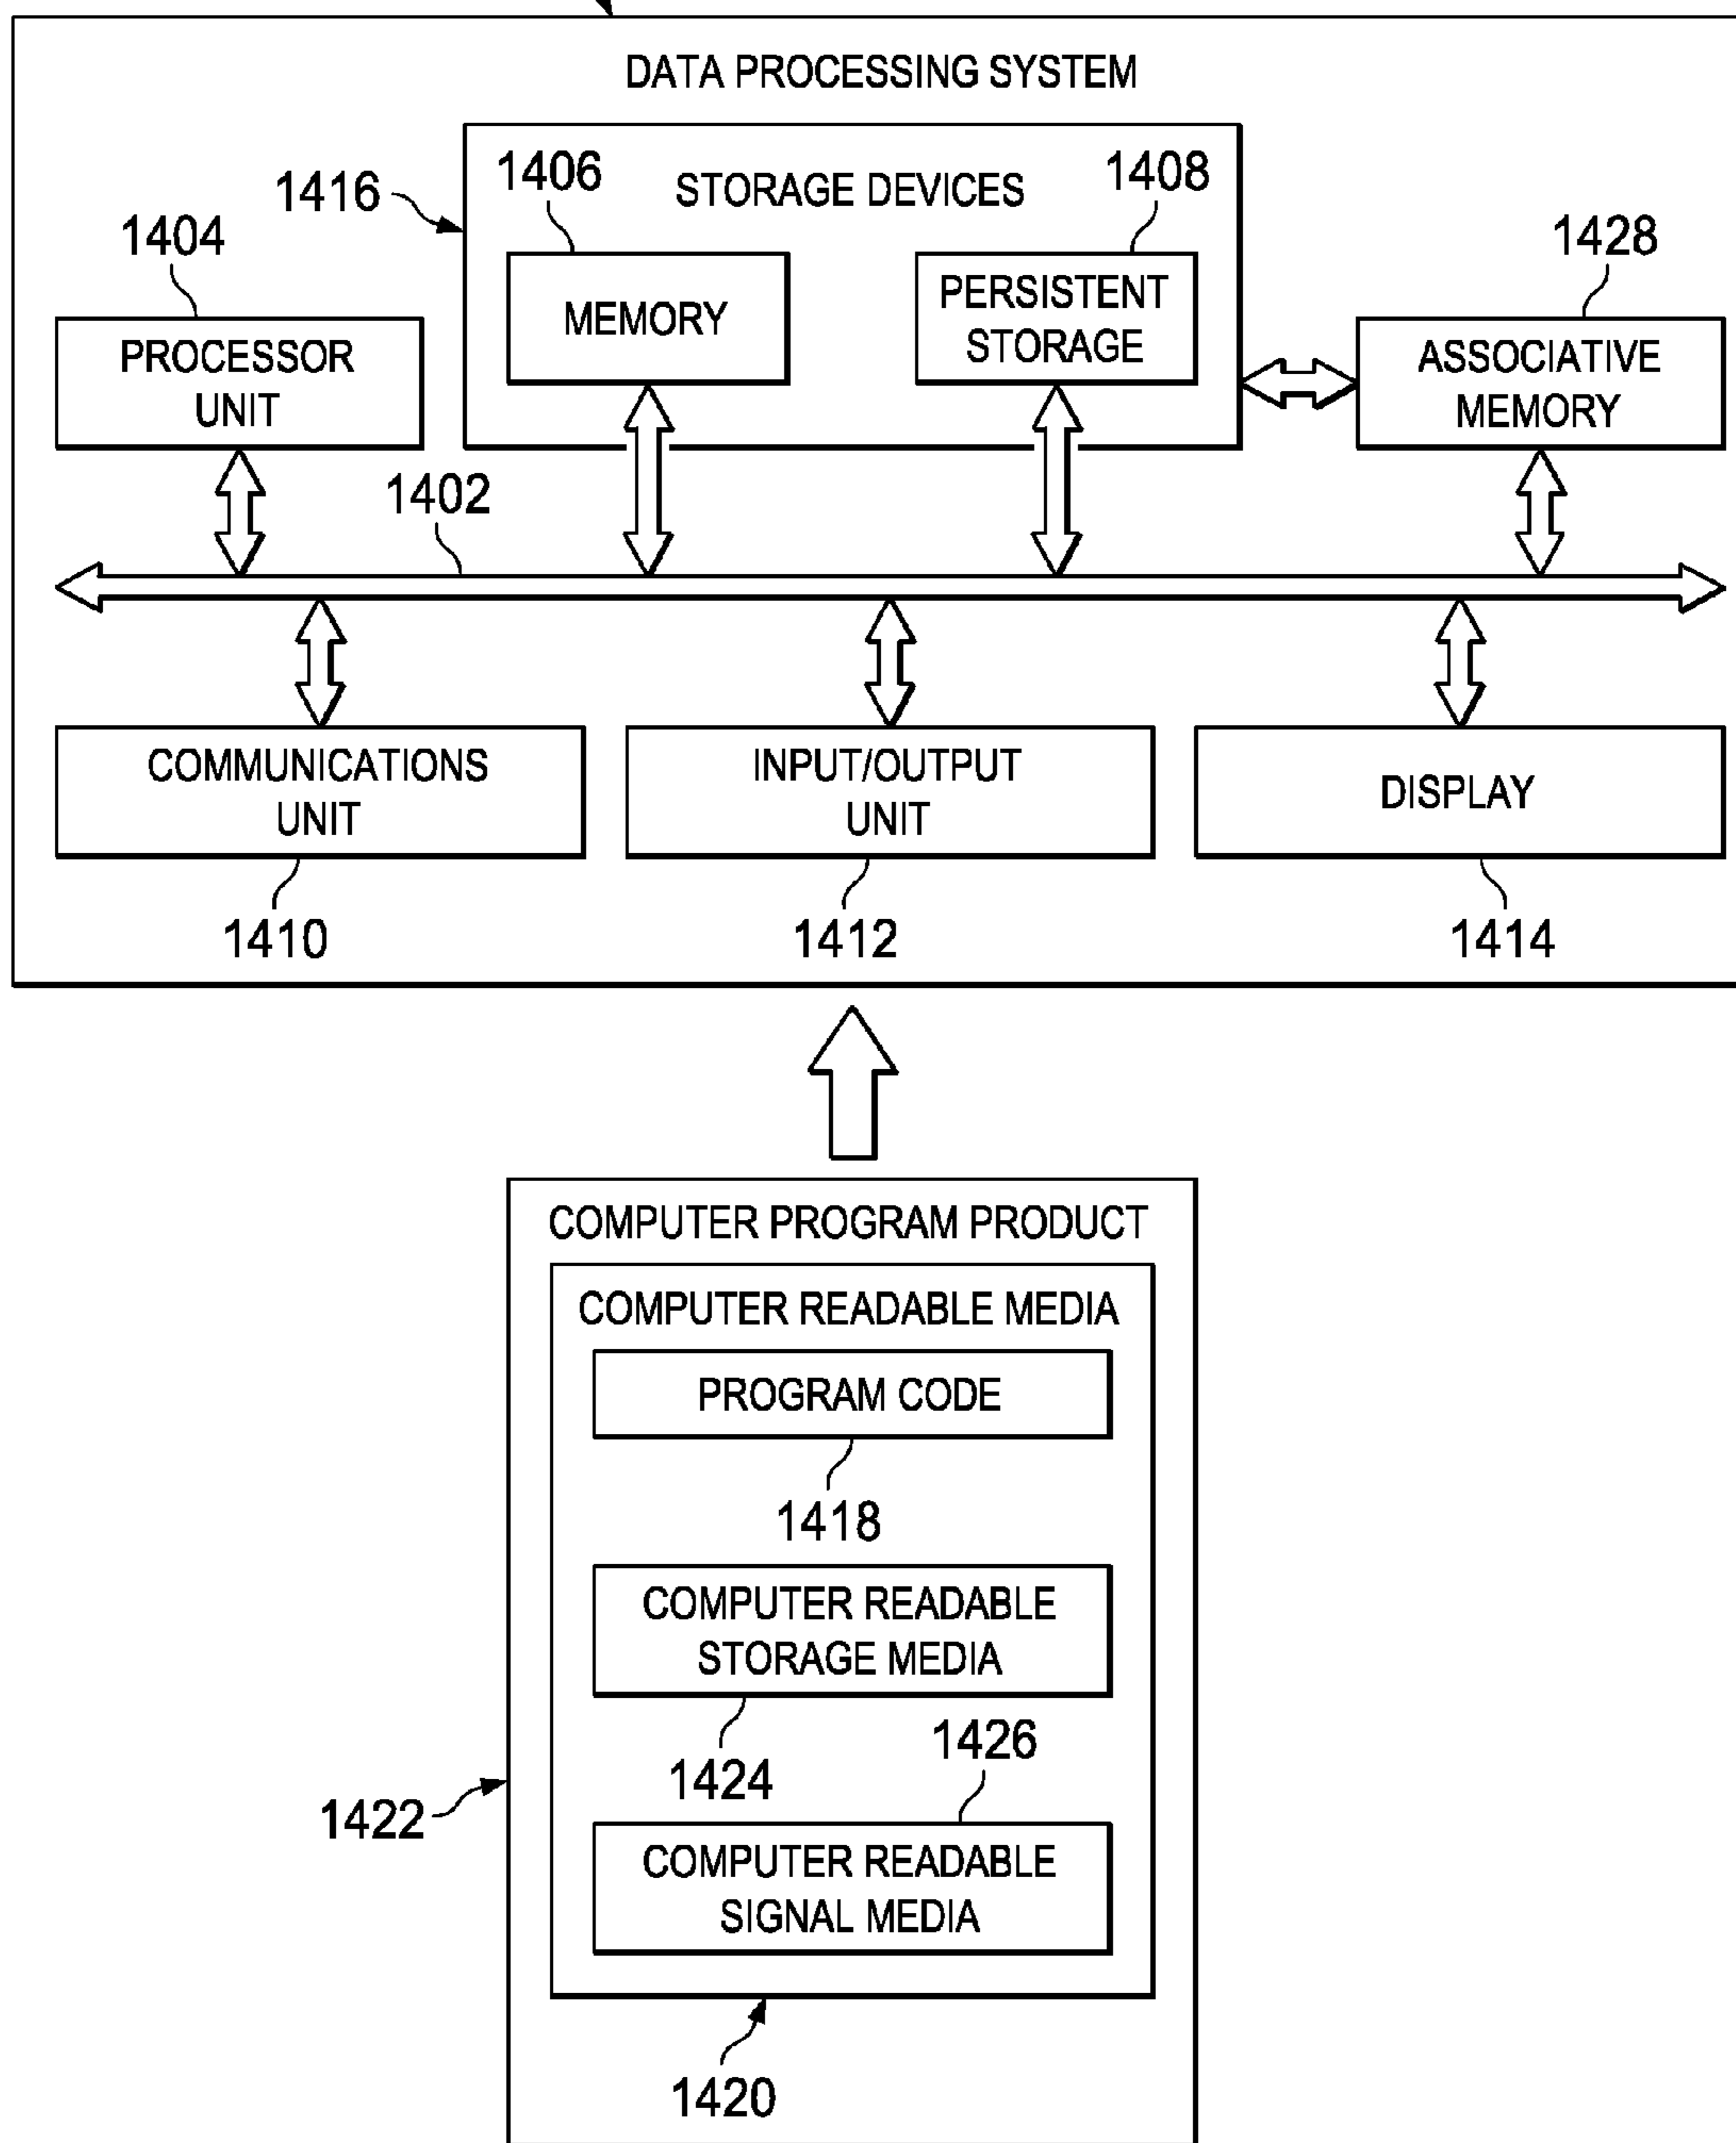 DATA PROCESSING SYSTEM
1416
1406
STORAGE DEVICES
1408
1404
1428
MEMORY
PERSISTENT
STORAGE
PROCESSOR
UNIT
ASSOCIATIVE
MEMORY
1402
COMMUNICATIONS
UNIT
INPUT/OUTPUT
UNIT
DISPLAY
1410
1412
1414
COMPUTER PROGRAM PRODUCT
COMPUTER READABLE MEDIA
PROGRAM CODE
1418
COMPUTER READABLE
STORAGE MEDIA
1424
1426
1422
COMPUTER READABLE
SIGNAL MEDIA
1420